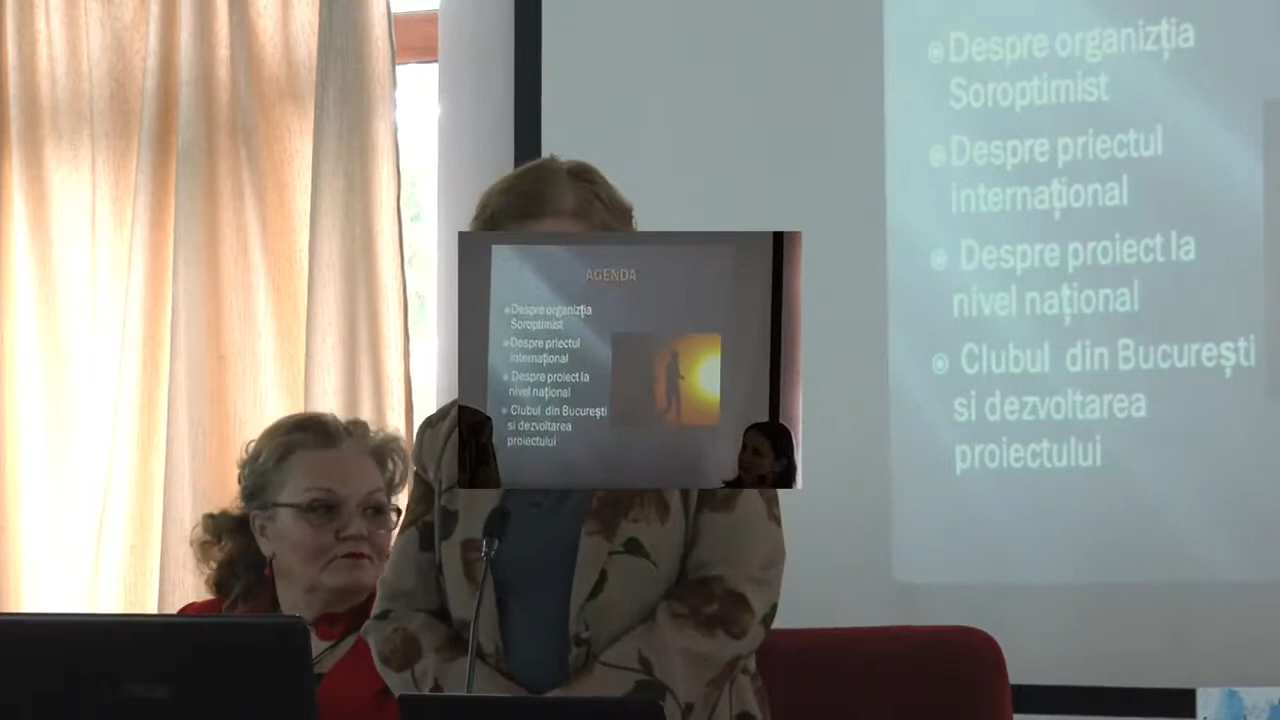 Despre organizția
Soroptimist
Despre priectul
internațional
Despre proiect la
nivel național
Clubul din București
si dezvoltarea
proiectului
AGENDA
Despre organizția
Soroptimist
Despre priectul
internațional
Despre proiect la
nivel național
Clubul din București
si dezvoltarea
proiectului